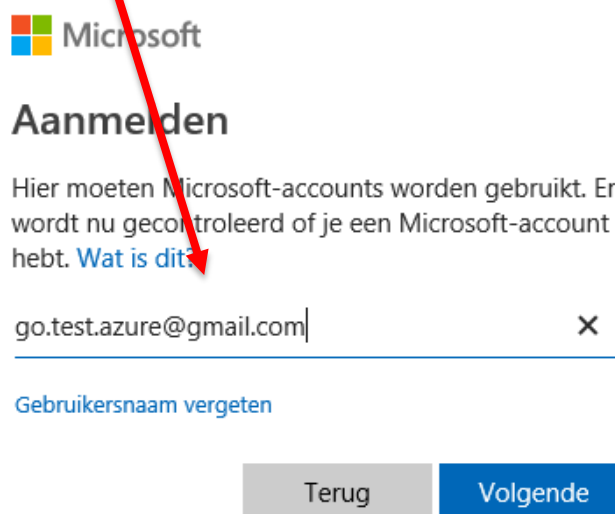 Microsoft
Aanmelden
Hier moeten Microsoft-accounts worden gebruikt. Er
wordt nu gecontroleerd of je een Microsoft-account
hebt. Wat is dit?
go.test.azure@gmail.com
Gebruikersnaam vergeten
Terug
Volgende